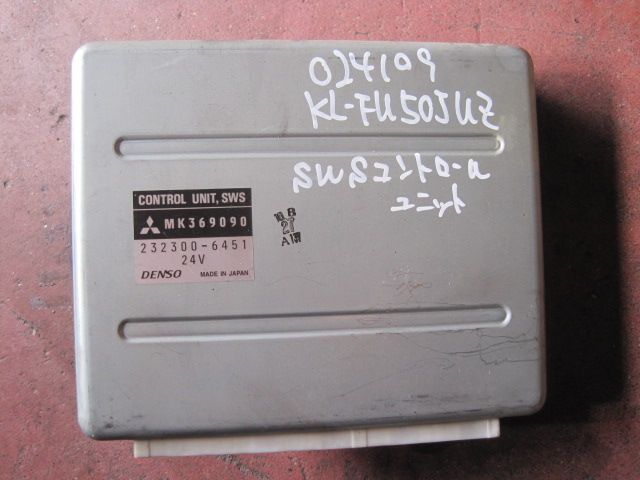 024109
KL-FU50JUZ
SWSコントロール
ユニット
CONTROL UNIT, SWS
MK369090
232300-6451
24V
DENSO MADE IN JAPAN
27